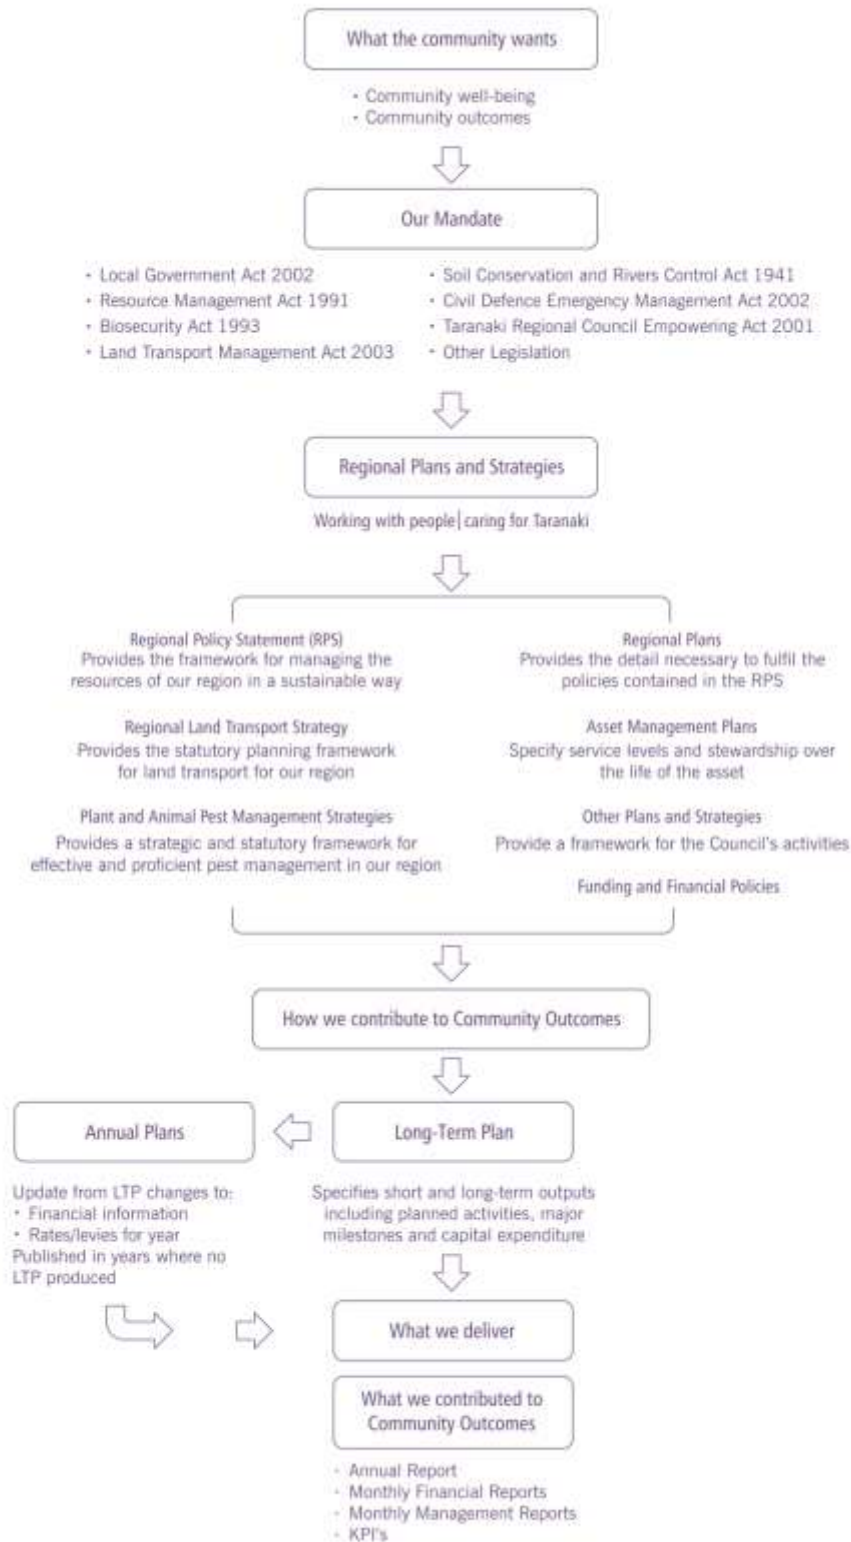 What the community wants
· Community well-being
· Community outcomes
Our Mandate
· Local Government Act 2002
· Resource Management Act 1991
· Biosecurity Act 1993
· Land Transport Management Act 2003
· Soil Conservation and Rivers Control Act 1941
· Civil Defence Emergency Management Act 2002
· Taranaki Regional Council Empowering Act 2001
· Other Legislation
Regional Plans and Strategies
Working with people | caring for Taranaki
Regional Policy Statement (RPS)
Provides the framework for managing the
resources of our region in a sustainable way
Regional Land Transport Strategy
Provides the statutory planning framework
for land transport for our region
Plant and Animal Pest Management Strategies
Provides a strategic and statutory framework for
effective and proficient pest management in our region
Regional Plans
Provides the detail necessary to fulfil the
policies contained in the RPS
Asset Management Plans
Specify service levels and stewardship over
the life of the asset
Other Plans and Strategies
Provide a framework for the Council's activities
Funding and Financial Policies
How we contribute to Community Outcomes
Annual Plans
Update from LTP changes to:
· Financial information
· Rates/levies for year
Published in years where no
LTP produced
Long-Term Plan
Specifies short and long-term outputs
including planned activities, major
milestones and capital expenditure
What we deliver
What we contributed to
Community Outcomes
· Annual Report
· Monthly Financial Reports
· Monthly Management Reports
· KPI's